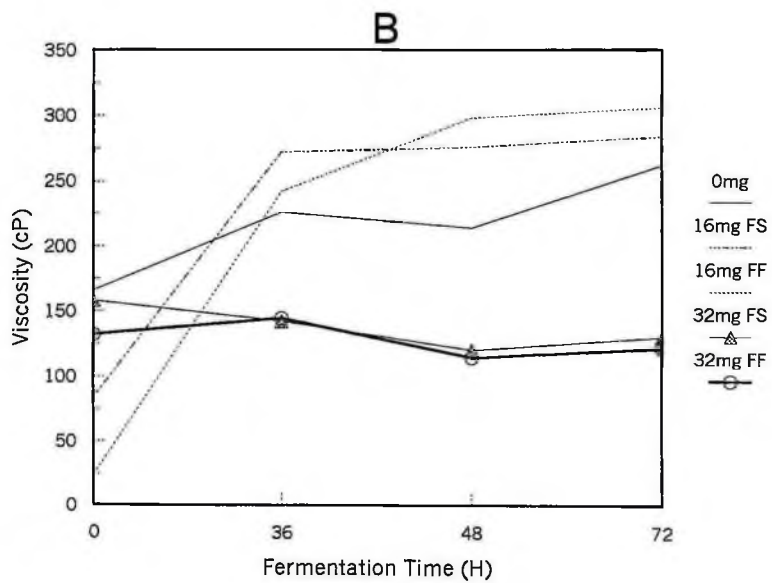 B
350
300
250
200
150
100
50
0
Viscosity (cP)
0 36 48 72
Fermentation Time (H)
0mg
16mg FS
16mg FF
32mg FS
32mg FF